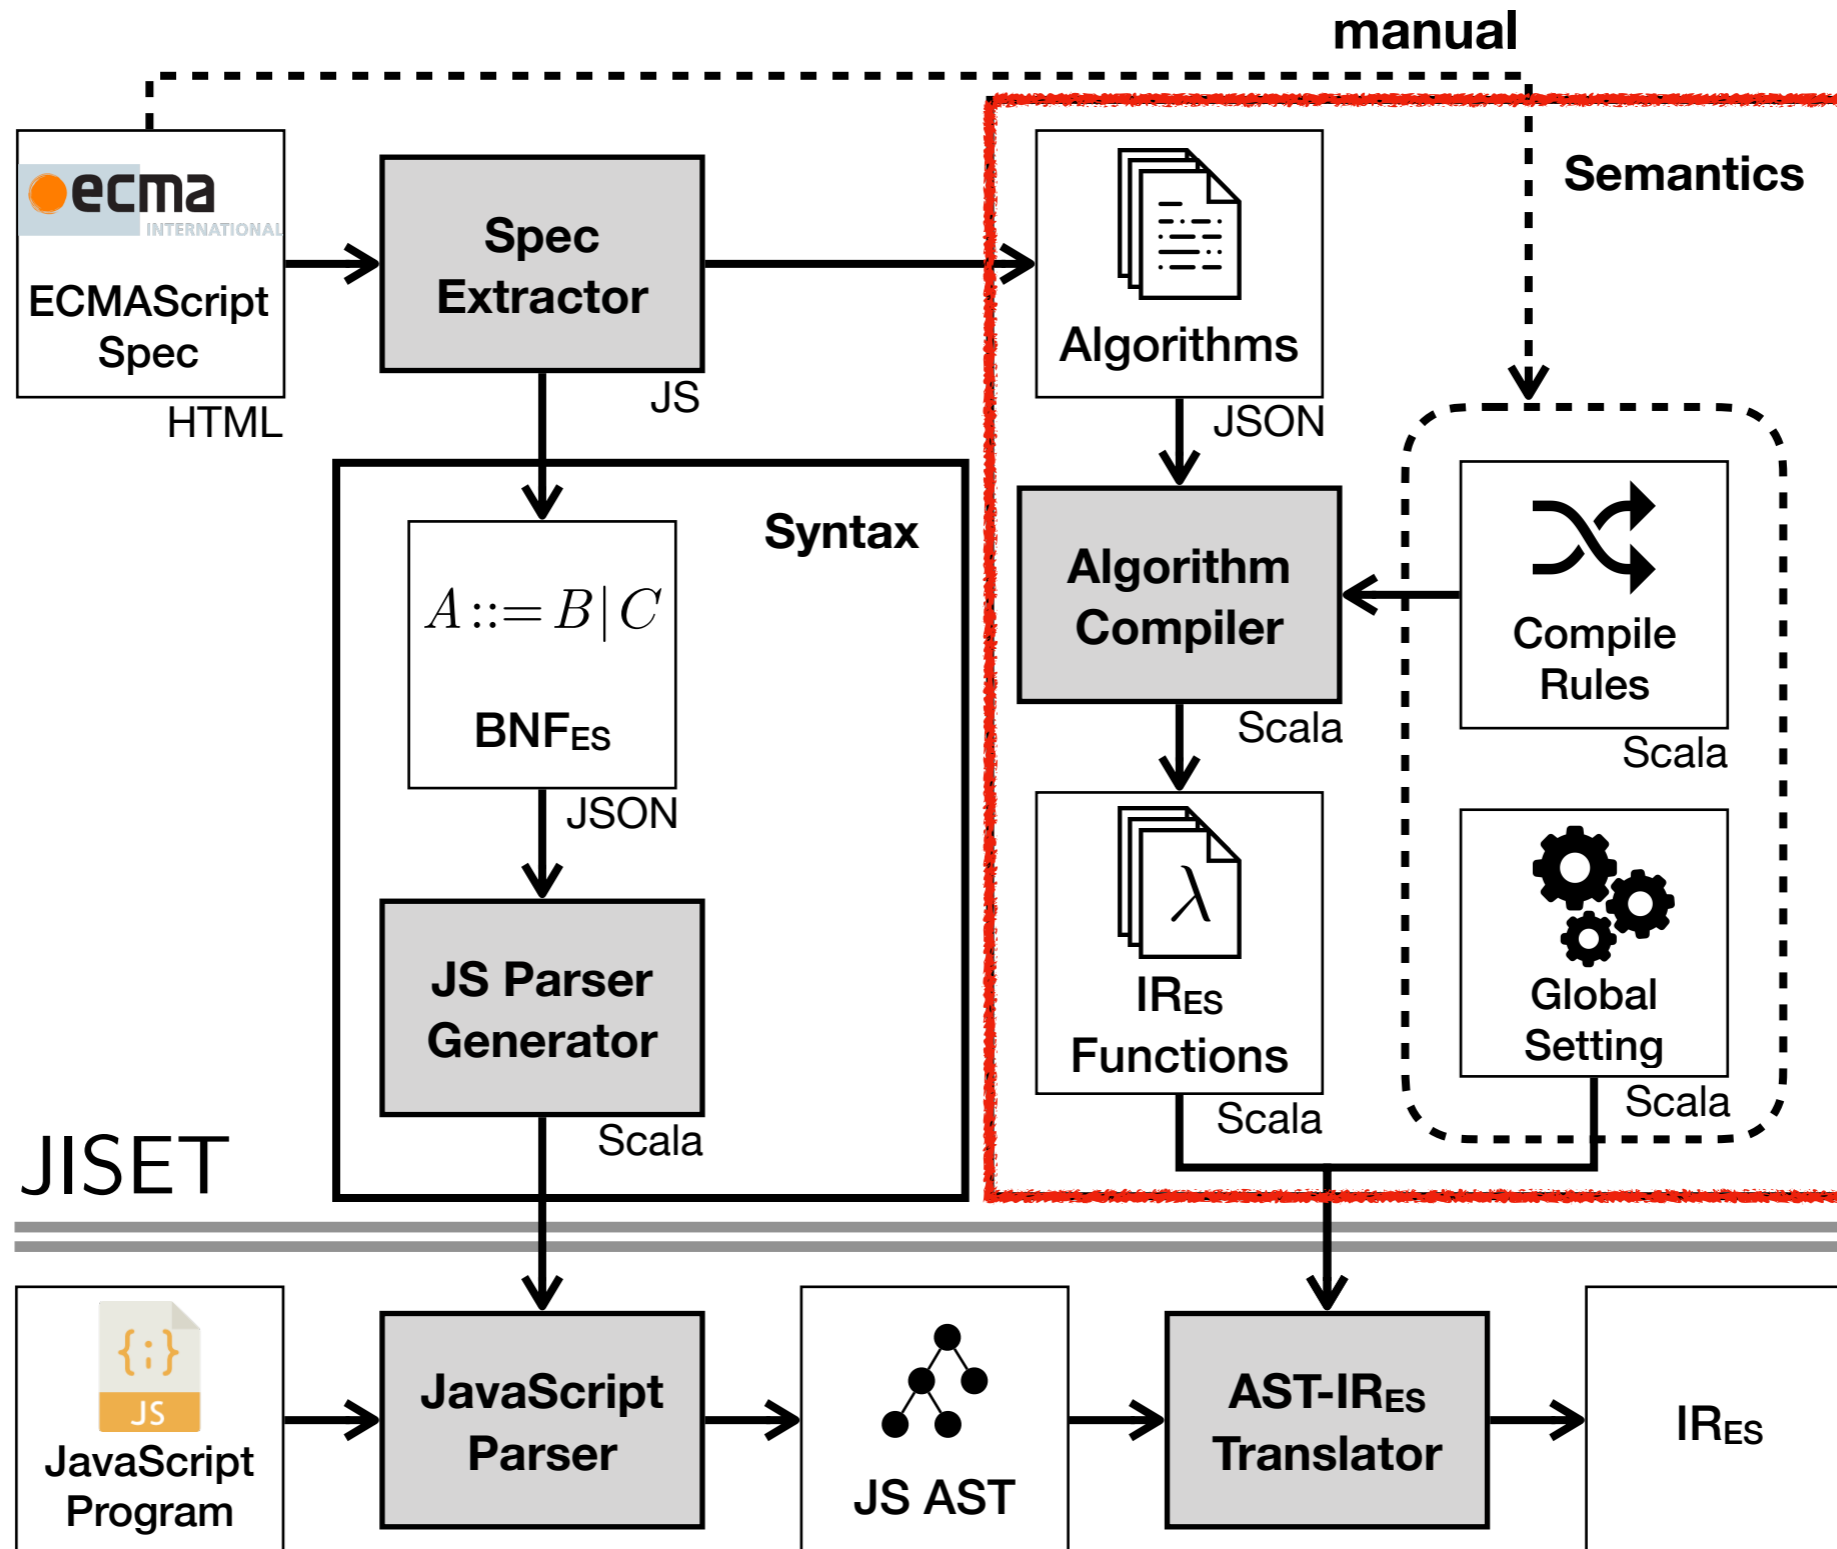 manual
ecma
INTERNATIONAL
ECMAScript
Spec
HTML
Spec
Extractor
JS
Semantics
Algorithms
JSON
Syntax
A ::= B | C
BNFES
JSON
Algorithm
Compiler
Scala
Compile
Rules
Scala
JS Parser
Generator
Scala
λ
IRES
Functions
Scala
Global
Setting
Scala
JISET
{;}
JS
JavaScript
Program
JavaScript
Parser
JS AST
AST-IRES
Translator
IRES